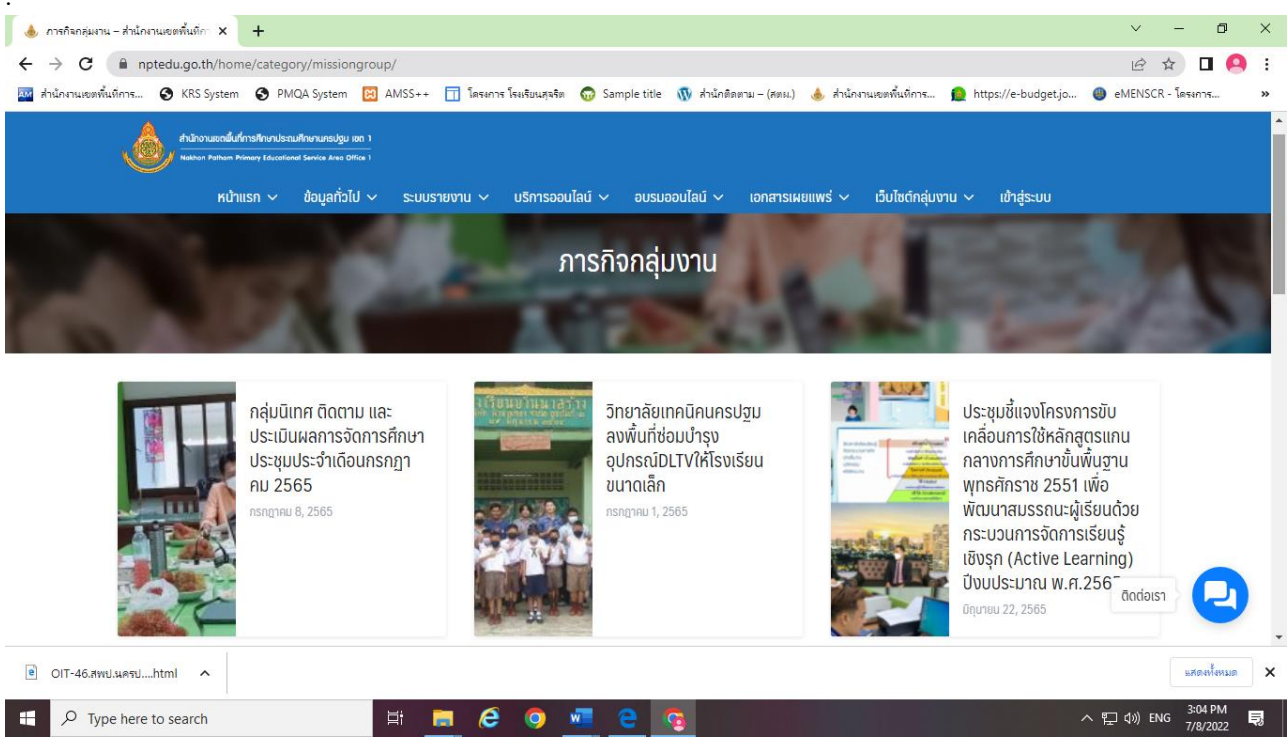 ภารกิจกลุ่มงาน – สำนักงานเขตพื้นที่กา
nptedu.go.th/home/category/missiongroup/
สำนักงานเขตพื้นที่การ...
KRS System
PMQA System
AMSS++
โครงการ โรงเรียนสุจริต
Sample title
สำนักติดตาม – (สตผ.)
สำนักงานเขตพื้นที่การ...
https://e-budget.jo...
eMENSCR - โครงการ...
สำนักงานเขตพื้นที่การศึกษาประถมศึกษานครปฐม เขต 1
Nakhon Pathom Primary Educational Service Area Office 1
หน้าแรก
ข้อมูลทั่วไป
ระบบรายงาน
บริการออนไลน์
อบรมออนไลน์
เอกสารเผยแพร่
เว็บไซต์กลุ่มงาน
เข้าสู่ระบบ
ภารกิจกลุ่มงาน
กลุ่มนิเทศ ติดตาม และ
ประเมินผลการจัดการศึกษา
ประชุมประจำเดือนกรกฎา
คม 2565
กรกฎาคม 8, 2565
วิทยาลัยเทคนิคนครปฐม
ลงพื้นที่ซ่อมบำรุง
อุปกรณ์DLTVให้โรงเรียน
ขนาดเล็ก
กรกฎาคม 1, 2565
ประชุมชี้แจงโครงการขับ
เคลื่อนการใช้หลักสูตรแกน
กลางการศึกษาขั้นพื้นฐาน
พุทธศักราช 2551 เพื่อ
พัฒนาสมรรถนะผู้เรียนด้วย
กระบวนการจัดการเรียนรู้
เชิงรุก (Active Learning)
ปีงบประมาณ พ.ศ.2565
มิถุนายน 22, 2565
ติดต่อเรา
OIT-46.สพป.นครป....html
แสดงทั้งหมด
Type here to search
ENG
3:04 PM
7/8/2022